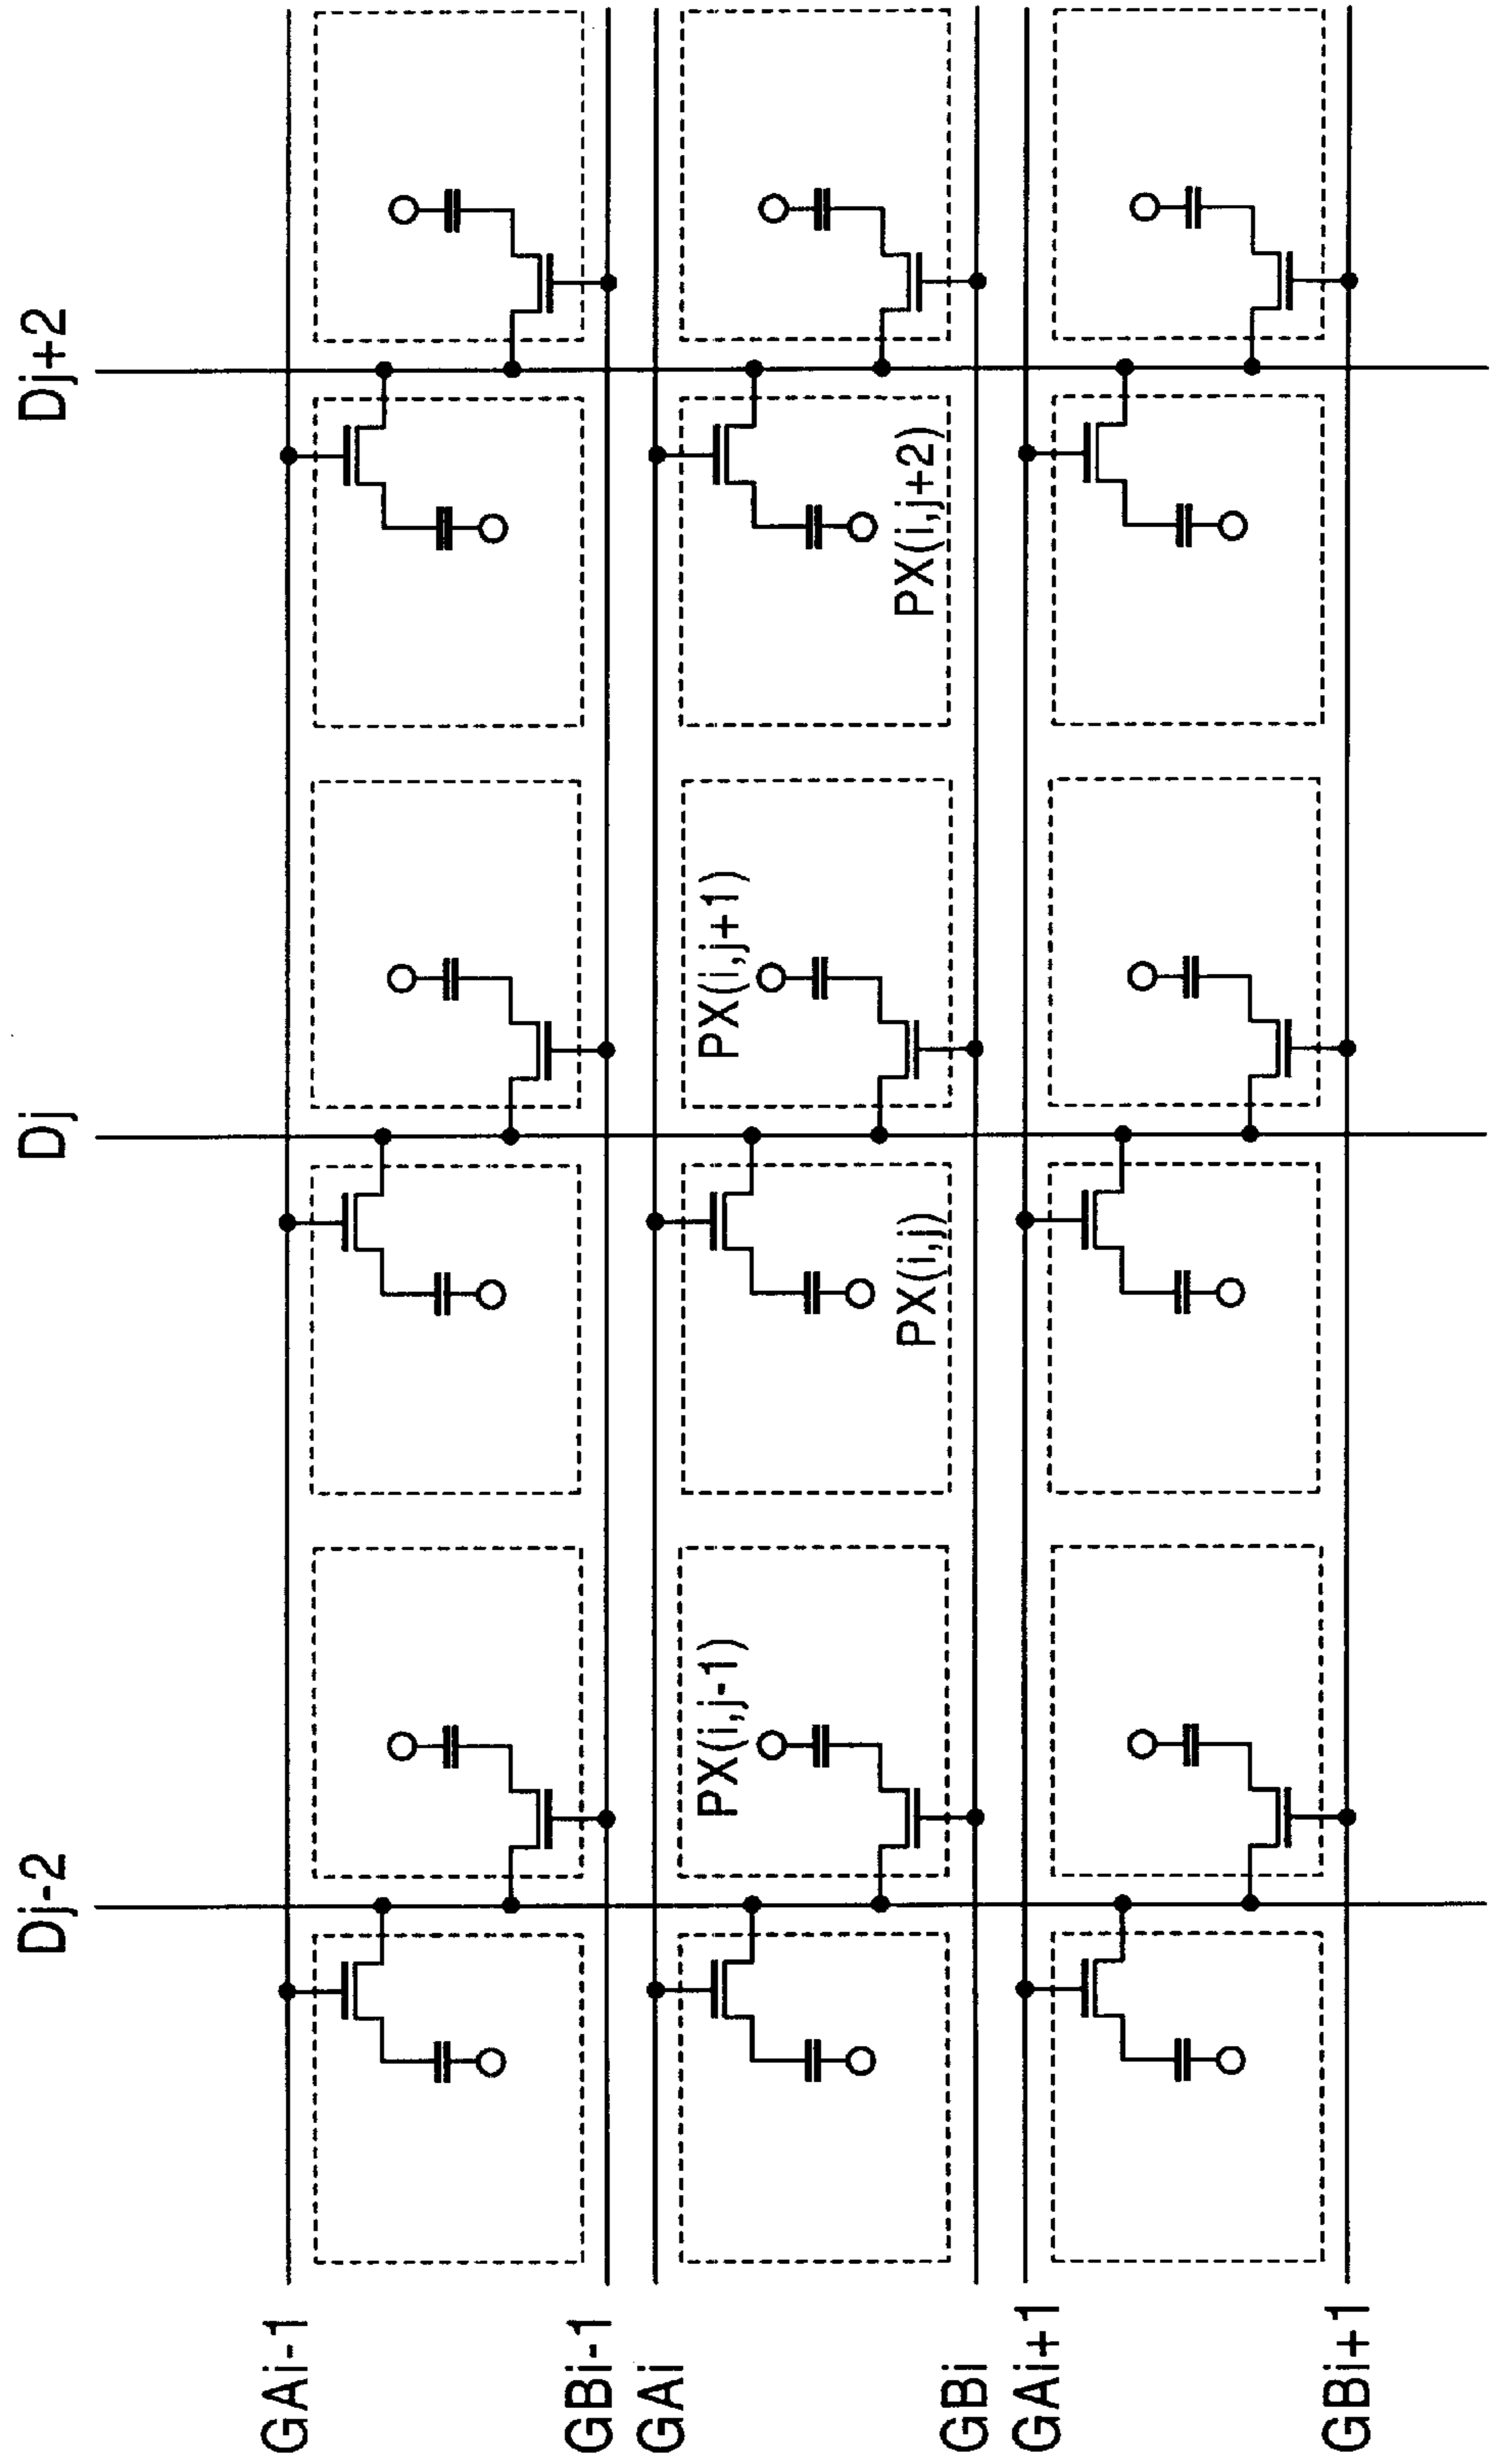 Dj-2
Dj
Dj+2
GAi-1
GBi-1
GAi
PX(i,j-1)
PX(i,j+1)
PX(i,j)
PX(i,j+2)
GBi
GAi+1
GBi+1